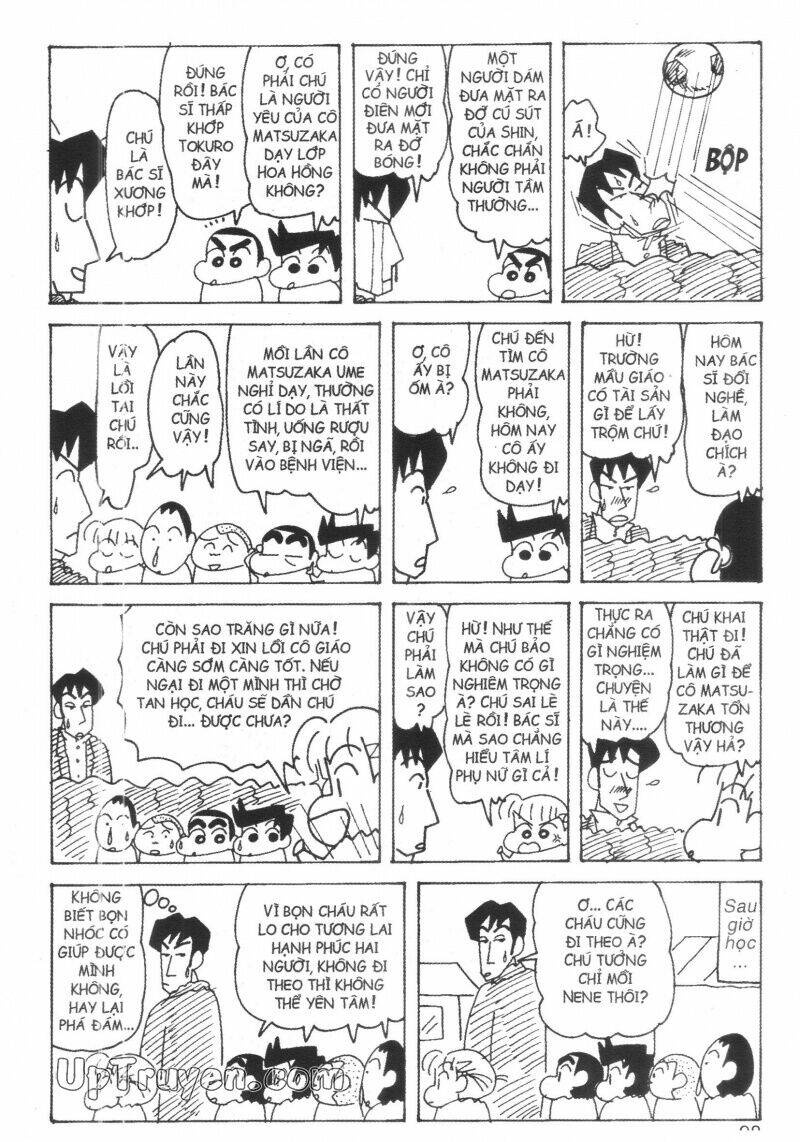 Á!
BỘP
MỘT
NGƯỜI DÁM
ĐƯA MẶT RA
ĐỠ CÚ SÚT
CỦA SHIN,
CHẮC CHẮN
KHÔNG PHẢI
NGƯỜI TẦM
THƯỜNG...
ĐÚNG
VẬY! CHỈ
CÓ NGƯỜI
ĐIÊN MỚI
ĐƯA MẶT
RA ĐỠ
BÓNG!
Ơ, CÓ
PHẢI CHÚ
LÀ NGƯỜI
YÊU CỦA CÔ
MATSUZAKA
DẠY LỚP
HOA HỒNG
KHÔNG?
ĐÚNG
RỒI! BÁC
SĨ THẤP
KHỚP
TOKURO
ĐÂY
MÀ!
CHÚ
LÀ
BÁC SĨ
XƯƠNG
KHỚP!
HÔM
NAY BÁC
SĨ ĐỔI
NGHỀ,
LÀM
ĐẠO
CHÍCH
À?
HỪ!
TRƯỜNG
MẪU GIÁO
CÓ TÀI SẢN
GÌ ĐỂ LẤY
TRỘM CHỨ!
CHÚ ĐẾN
TÌM CÔ
MATSUZAKA
PHẢI
KHÔNG,
HÔM NAY
CÔ ẤY
KHÔNG ĐI
DẠY!
Ơ, CÔ
ẤY BỊ
ỐM À?
MỖI LẦN CÔ
MATSUZAKA UME
NGHỈ DẠY, THƯỜNG
CÓ LÍ DO LÀ THẤT
TÌNH, UỐNG RƯỢU
SAY, BỊ NGÃ, RỒI
VÀO BỆNH VIỆN...
LẦN
NÀY
CHẮC
CŨNG
VẬY!
VẬY
LÀ
LỖI
TẠI
CHÚ
RỒI..
CHÚ KHAI
THẬT ĐI!
CHÚ ĐÃ
LÀM GÌ ĐỂ
CÔ MATSU-
ZAKA TỔN
THƯƠNG
VẬY HẢ?
THỰC RA
CHẲNG CÓ
GÌ NGHIÊM
TRỌNG...
CHUYỆN
LÀ THẾ
NÀY....
HỪ! NHƯ THẾ
MÀ CHÚ BẢO
KHÔNG CÓ GÌ
NGHIÊM TRỌNG
À? CHÚ SAI LÈ
LÈ RỒI! BÁC SĨ
MÀ SAO CHẲNG
HIỂU TÂM LÍ
PHỤ NỮ GÌ CẢ!
VẬY
CHÚ
PHẢI
LÀM
SAO
?
CÒN SAO TRĂNG GÌ NỮA!
CHÚ PHẢI ĐI XIN LỖI CÔ GIÁO
CÀNG SỚM CÀNG TỐT. NẾU
NGẠI ĐI MỘT MÌNH THÌ CHỜ
TAN HỌC, CHÁU SẼ DẪN CHÚ
ĐI... ĐƯỢC CHƯA?
Sau
giờ
học
...
Ơ... CÁC
CHÁU CŨNG
ĐI THEO À?
CHÚ TƯỞNG
CHỈ MỖI
NENE THÔI?
VÌ BỌN CHÁU RẤT
LO CHO TƯƠNG LAI
HẠNH PHÚC HAI
NGƯỜI, KHÔNG ĐI
THEO THÌ KHÔNG
THỂ YÊN TÂM!
KHÔNG
BIẾT BỌN
NHÓC CÓ
GIÚP ĐƯỢC
MÌNH
KHÔNG,
HAY LẠI
PHÁ ĐÁM...
UpTruyen.com